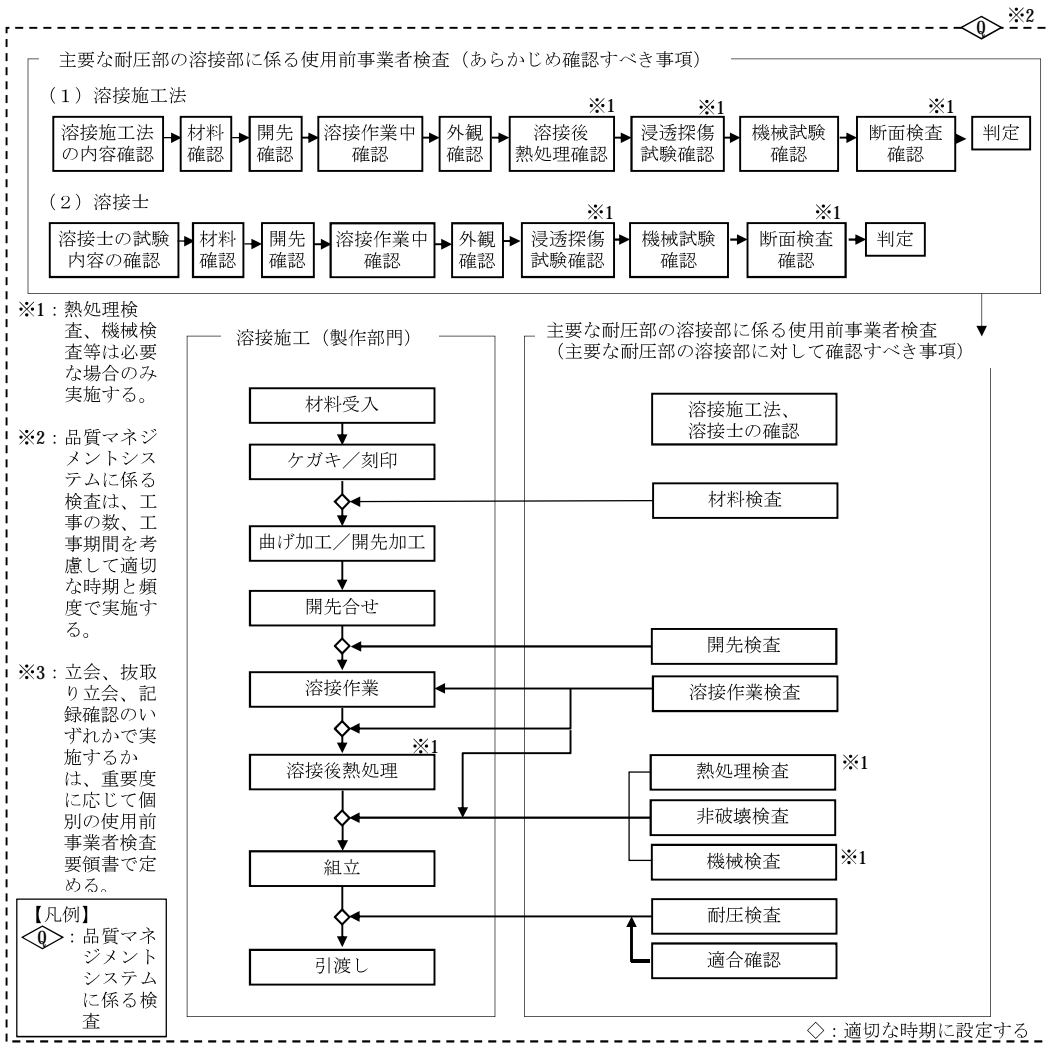 ※2
Q
主要な耐圧部の溶接部に係る使用前事業者検査（あらかじめ確認すべき事項）
（１）溶接施工法
※1
※1
※1
溶接施工法
の内容確認
材料
確認
開先
確認
溶接作業中
確認
外観
確認
溶接後
熱処理確認
浸透探傷
試験確認
機械試験
確認
断面検査
確認
判定
（２）溶接士
※1
※1
溶接士の試験
内容の確認
材料
確認
開先
確認
溶接作業中
確認
外観
確認
浸透探傷
試験確認
機械試験
確認
断面検査
確認
判定
※1：熱処理検
査、機械検
査等は必要
な場合のみ
実施する。
※2：品質マネジ
メントシス
テムに係る
検査は、工
事の数、工
事期間を考
慮して適切
な時期と頻
度で実施す
る。
※3：立会、抜取
り立会、記
録確認のい
ずれかで実
施するか
は、重要度
に応じて個
別の使用前
事業者検査
要領書で定
める。
【凡例】
Q：品質マネ
ジメント
システム
に係る検
査
溶接施工（製作部門）
材料受入
ケガキ／刻印
曲げ加工／開先加工
開先合せ
溶接作業
※1
溶接後熱処理
組立
引渡し
主要な耐圧部の溶接部に係る使用前事業者検査
（主要な耐圧部の溶接部に対して確認すべき事項）
溶接施工法、
溶接士の確認
材料検査
開先検査
溶接作業検査
熱処理検査
※1
非破壊検査
機械検査
※1
耐圧検査
適合確認
◇：適切な時期に設定する